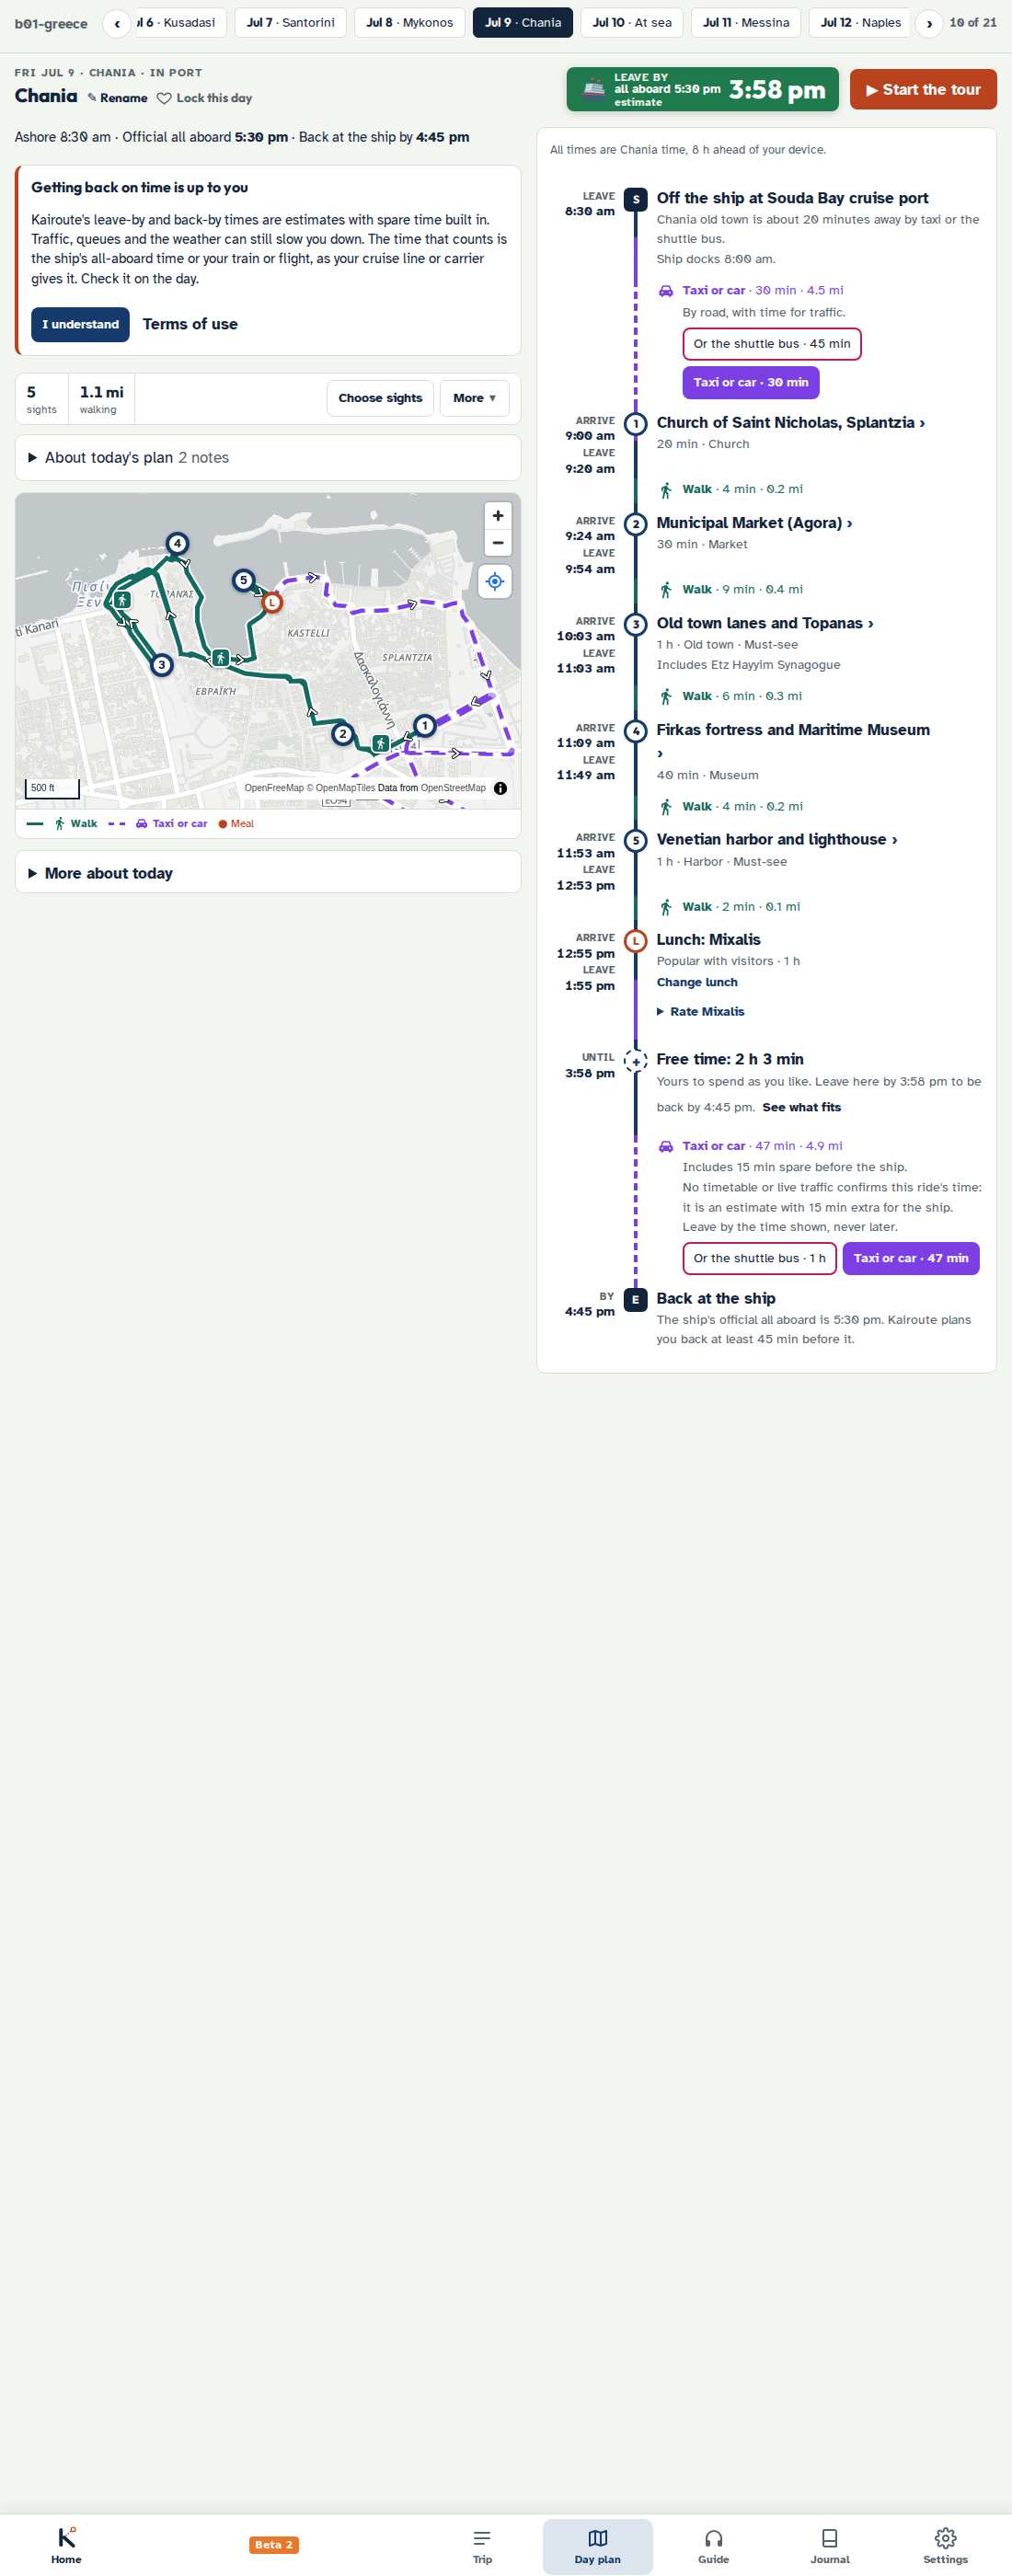 b01-greece
‹
Jul 6 · Kusadasi
Jul 7 · Santorini
Jul 8 · Mykonos
Jul 9 · Chania
Jul 10 · At sea
Jul 11 · Messina
Jul 12 · Naples
›
10 of 21
FRI JUL 9 · CHANIA · IN PORT
Chania
✎ Rename
Lock this day
LEAVE BY
all aboard 5:30 pm
estimate
3:58 pm
▶ Start the tour
Ashore 8:30 am · Official all aboard 5:30 pm · Back at the ship by 4:45 pm
Getting back on time is up to you
Kairoute's leave-by and back-by times are estimates with spare time built in.
Traffic, queues and the weather can still slow you down. The time that counts is
the ship's all-aboard time or your train or flight, as your cruise line or carrier
gives it. Check it on the day.
I understand
Terms of use
5
sights
1.1 mi
walking
Choose sights
More ▼
▶ About today's plan 2 notes
+
−
4
5
L
3
2
1
ti Kanari
KASTELLI
SPLANTZIA
ΕΒΡΑΪΚΉ
Δασκαλογιάννη
500 ft
OpenFreeMap © OpenMapTiles Data from OpenStreetMap
Walk
Taxi or car
Meal
▶ More about today
All times are Chania time, 8 h ahead of your device.
LEAVE
8:30 am
S
Off the ship at Souda Bay cruise port
Chania old town is about 20 minutes away by taxi or the
shuttle bus.
Ship docks 8:00 am.
Taxi or car · 30 min · 4.5 mi
By road, with time for traffic.
Or the shuttle bus · 45 min
Taxi or car · 30 min
ARRIVE
9:00 am
LEAVE
9:20 am
1
Church of Saint Nicholas, Splantzia ›
20 min · Church
Walk · 4 min · 0.2 mi
ARRIVE
9:24 am
LEAVE
9:54 am
2
Municipal Market (Agora) ›
30 min · Market
Walk · 9 min · 0.4 mi
ARRIVE
10:03 am
LEAVE
11:03 am
3
Old town lanes and Topanas ›
1 h · Old town · Must-see
Includes Etz Hayyim Synagogue
Walk · 6 min · 0.3 mi
ARRIVE
11:09 am
LEAVE
11:49 am
4
Firkas fortress and Maritime Museum
›
40 min · Museum
Walk · 4 min · 0.2 mi
ARRIVE
11:53 am
LEAVE
12:53 pm
5
Venetian harbor and lighthouse ›
1 h · Harbor · Must-see
Walk · 2 min · 0.1 mi
ARRIVE
12:55 pm
LEAVE
1:55 pm
L
Lunch: Mixalis
Popular with visitors · 1 h
Change lunch
▶ Rate Mixalis
UNTIL
3:58 pm
+
Free time: 2 h 3 min
Yours to spend as you like. Leave here by 3:58 pm to be
back by 4:45 pm. See what fits
Taxi or car · 47 min · 4.9 mi
Includes 15 min spare before the ship.
No timetable or live traffic confirms this ride's time:
it is an estimate with 15 min extra for the ship.
Leave by the time shown, never later.
Or the shuttle bus · 1 h
Taxi or car · 47 min
BY
4:45 pm
E
Back at the ship
The ship's official all aboard is 5:30 pm. Kairoute plans
you back at least 45 min before it.
Home
Beta 2
Trip
Day plan
Guide
Journal
Settings